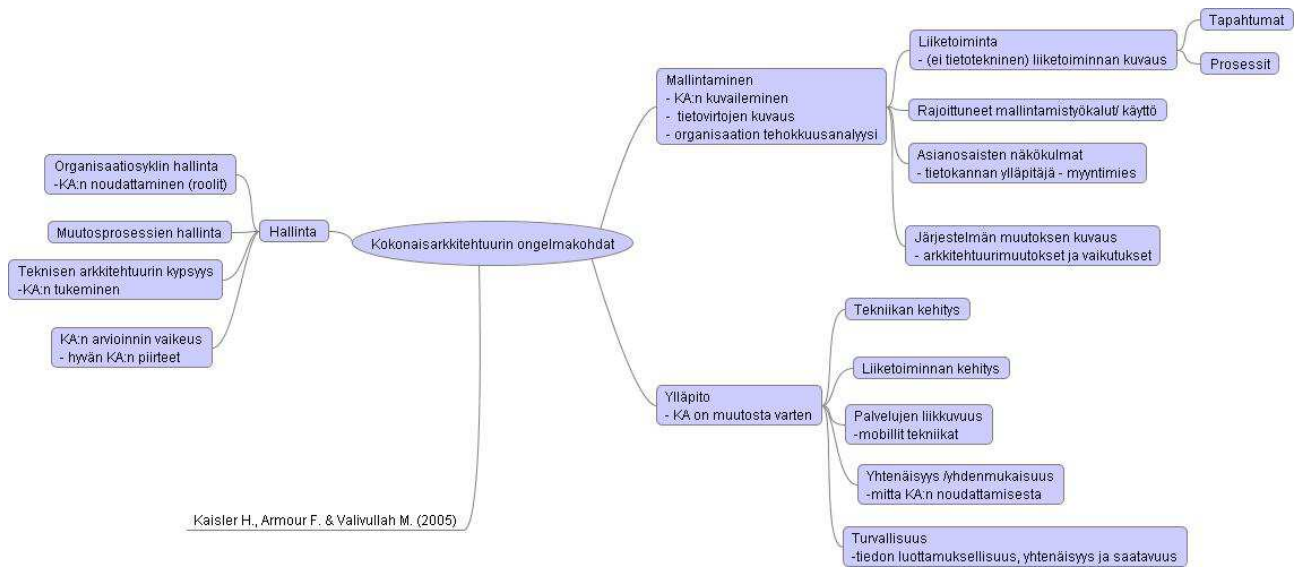 Kokonaisarkkitehtuurin ongelmakohdat
Hallinta
Organisaatiosyklin hallinta
-KA:n noudattaminen (roolit)
Muutosprosessien hallinta
Teknisen arkkitehtuurin kypsyys
-KA:n tukeminen
KA:n arvioinnin vaikeus
- hyvän KA:n piirteet
Mallintaminen
- KA:n kuvaileminen
- tietovirtojen kuvaus
- organisaation tehokkuusanalyysi
Liiketoiminta
- (ei tietotekninen) liiketoiminnan kuvaus
Tapahtumat
Prosessit
Rajoittuneet mallintamistyökalut/ käyttö
Asianosaisten näkökulmat
- tietokannan ylläpitäjä - myyntimies
Järjestelmän muutoksen kuvaus
- arkkitehtuurimuutokset ja vaikutukset
Ylläpito
- KA on muutosta varten
Tekniikan kehitys
Liiketoiminnan kehitys
Palvelujen liikkuvuus
-mobillit tekniikat
Yhtenäisyys /yhdenmukaisuus
-mitta KA:n noudattamisesta
Turvallisuus
-tiedon luottamuksellisuus, yhtenäisyys ja saatavuus
Kaisler H., Armour F. & Valivullah M. (2005)